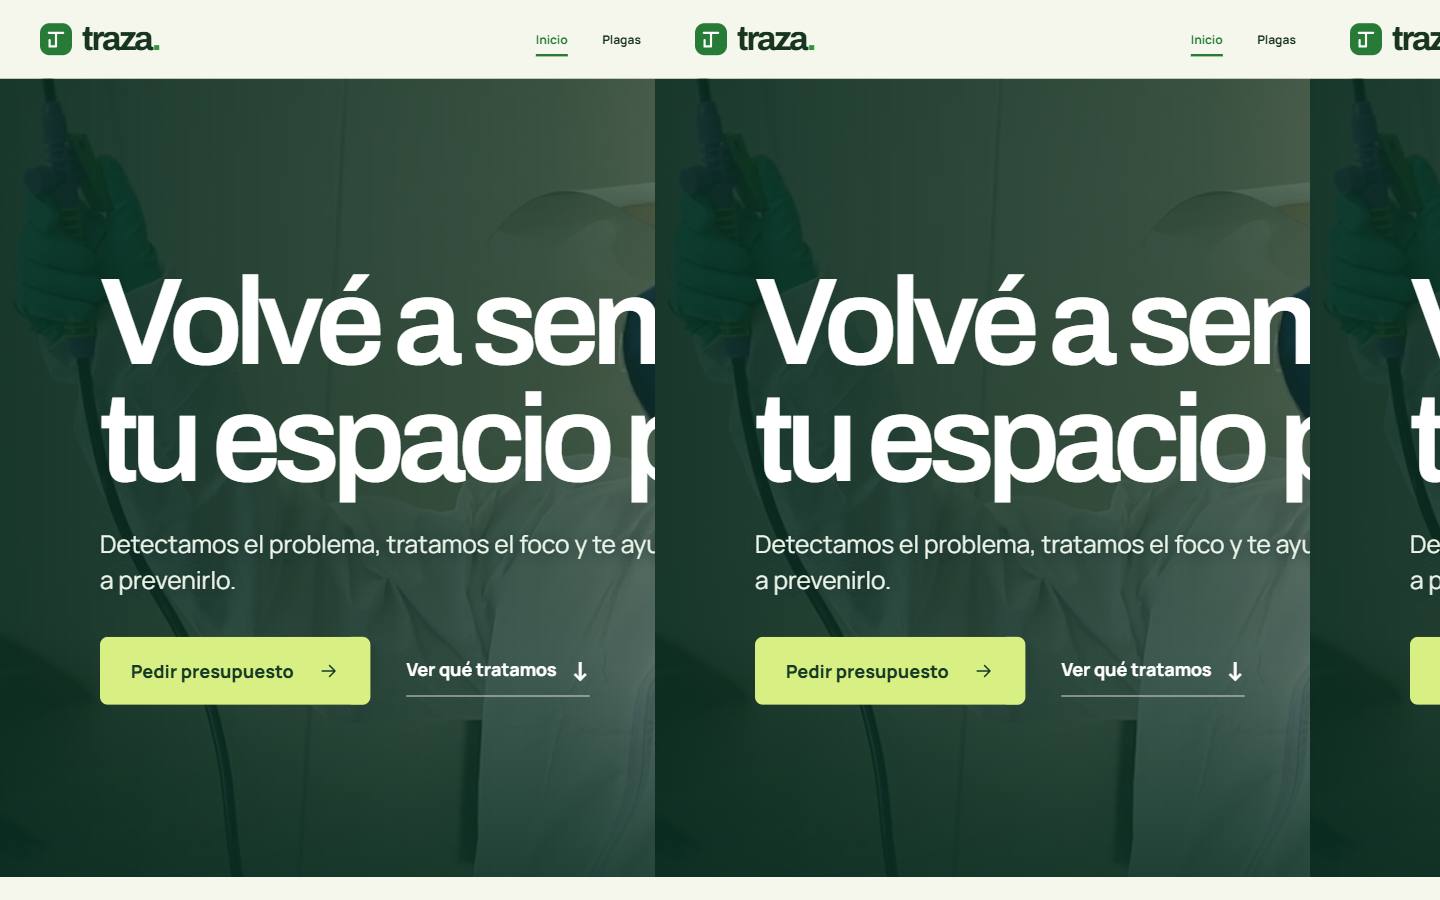 traza. Inicio Plagas traza. Inicio Plagas traz
Volvé a sen Volvé a sen V
tu espacio p tu espacio p t
Detectamos el problema, tratamos el foco y te ayu Detectamos el problema, tratamos el foco y te ayu De
a prevenirlo. a prevenirlo. a p
Pedir presupuesto → Ver qué tratamos ↓ Pedir presupuesto → Ver qué tratamos ↓